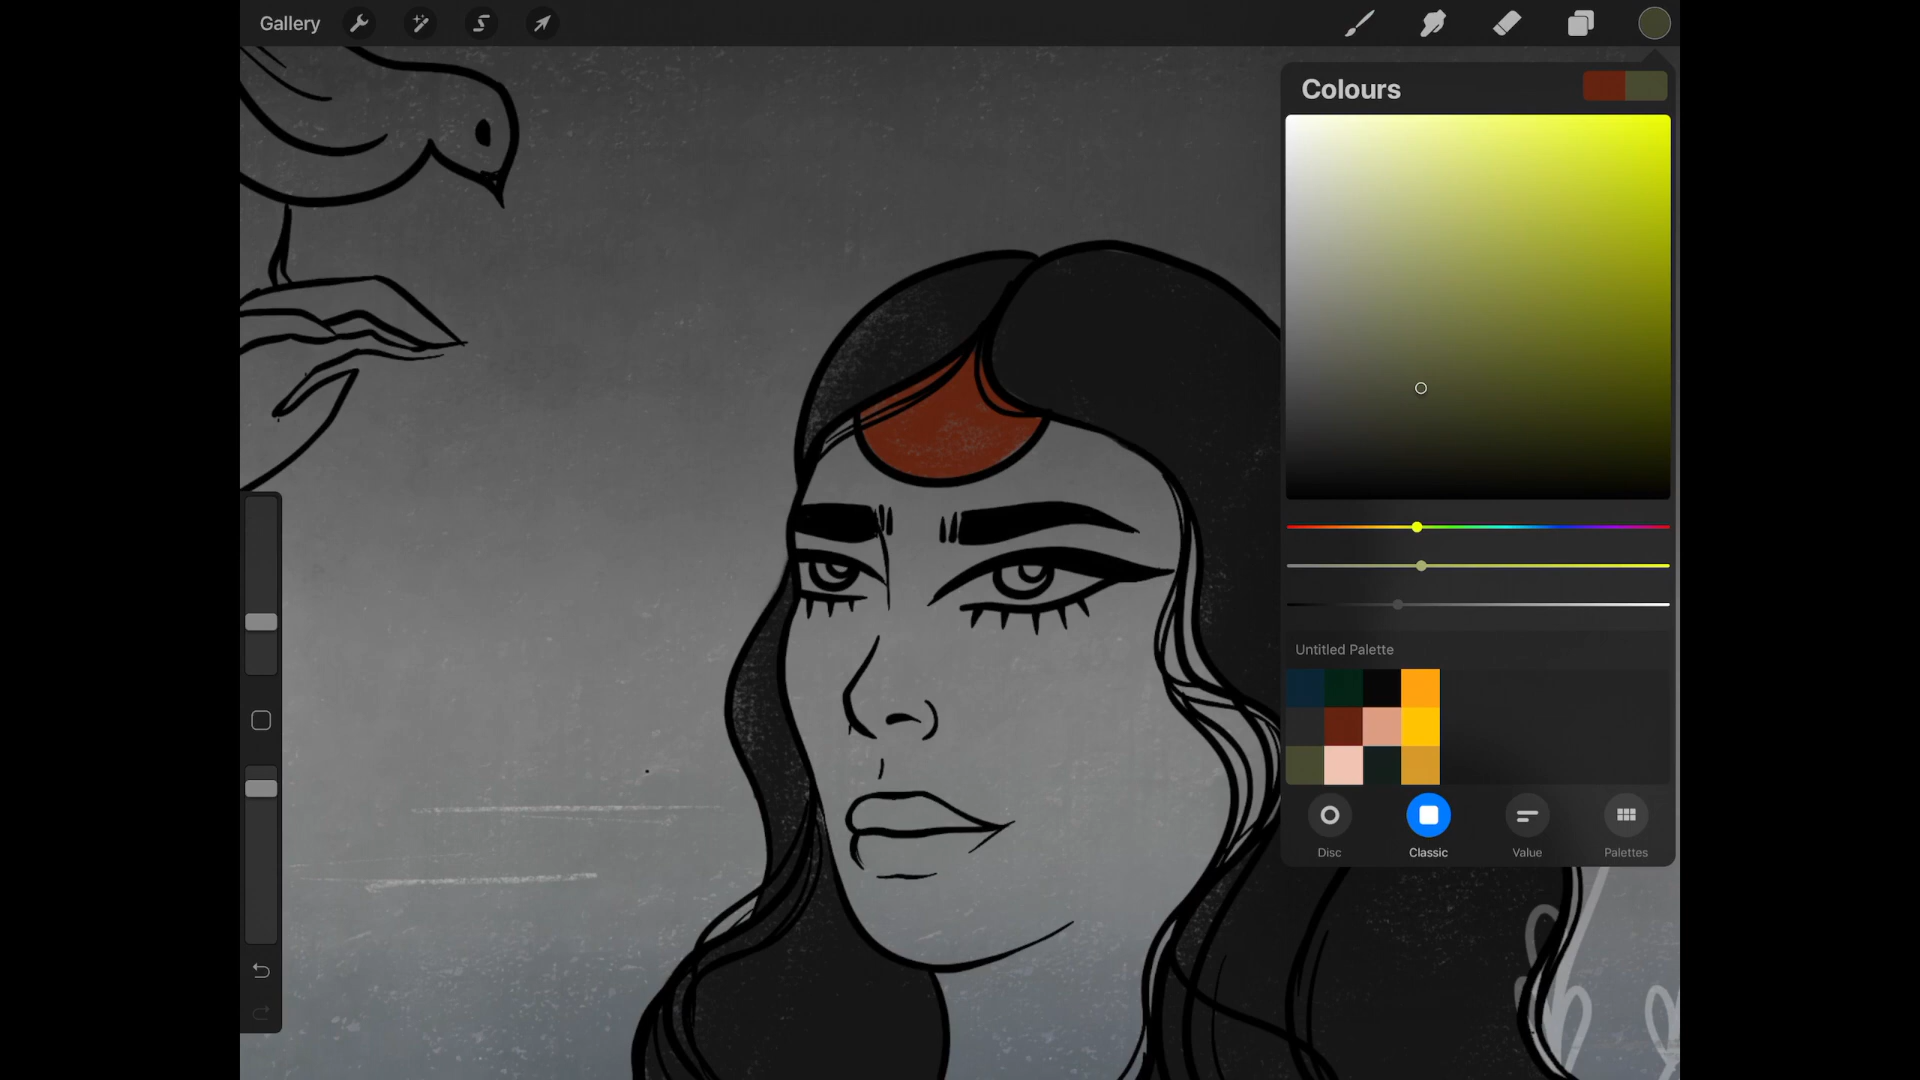 Gallery
Colours
Untitled Palette
Disc
Classic
Value
Palettes